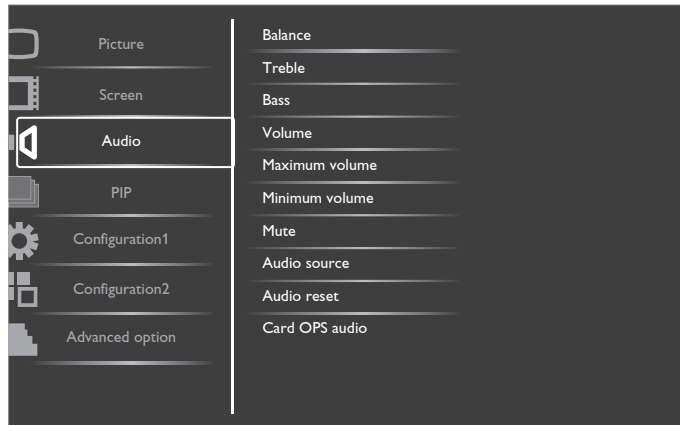 Picture
Screen
Audio
PIP
Configuration1
Configuration2
Advanced option
Balance
Treble
Bass
Volume
Maximum volume
Minimum volume
Mute
Audio source
Audio reset
Card OPS audio